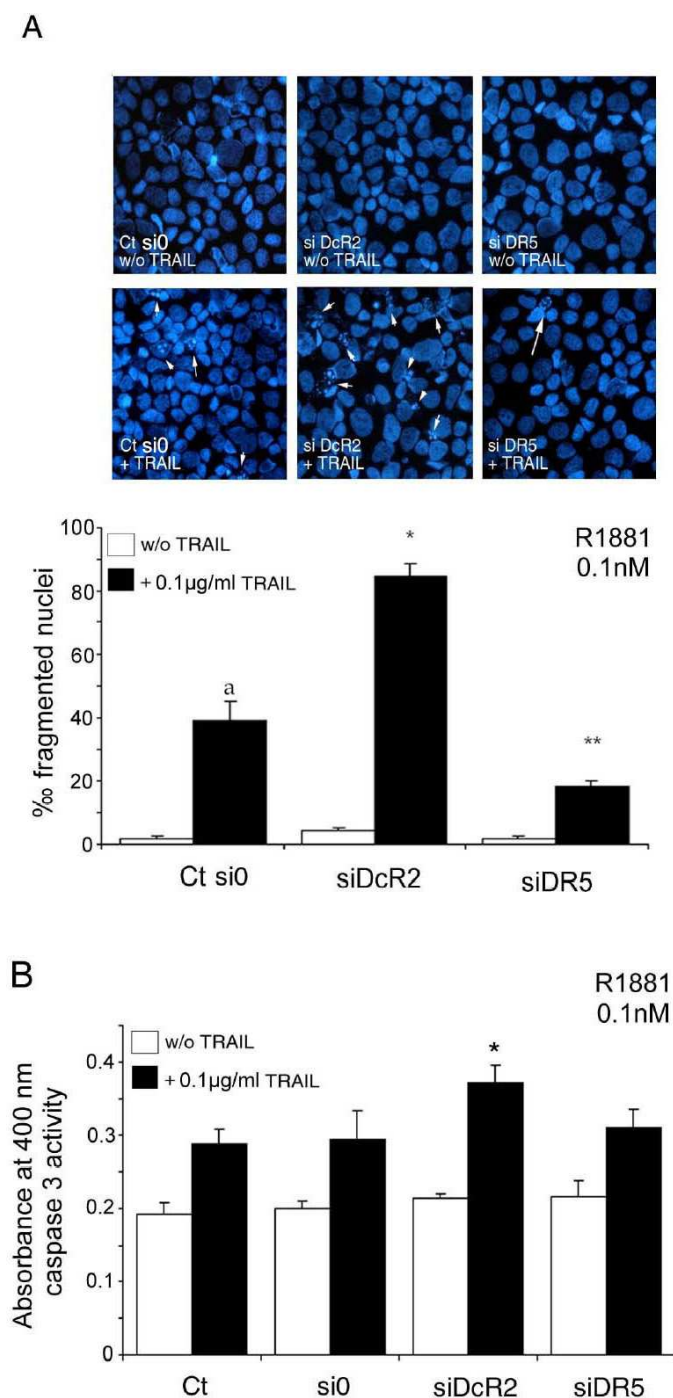 A
Ct si0
w/o TRAIL
si DcR2
w/o TRAIL
si DR5
w/o TRAIL
Ct si0
+ TRAIL
si DcR2
+ TRAIL
si DR5
+ TRAIL
100
80
60
40
20
0
‰ fragmented nuclei
w/o TRAIL
+ 0.1µg/ml TRAIL
R1881
0.1nM
a
*
**
Ct si0
siDcR2
siDR5
B
R1881
0.1nM
w/o TRAIL
+ 0.1µg/ml TRAIL
0.4
0.3
0.2
0.1
0
Absorbance at 400 nm
caspase 3 activity
*
Ct
si0
siDcR2
siDR5